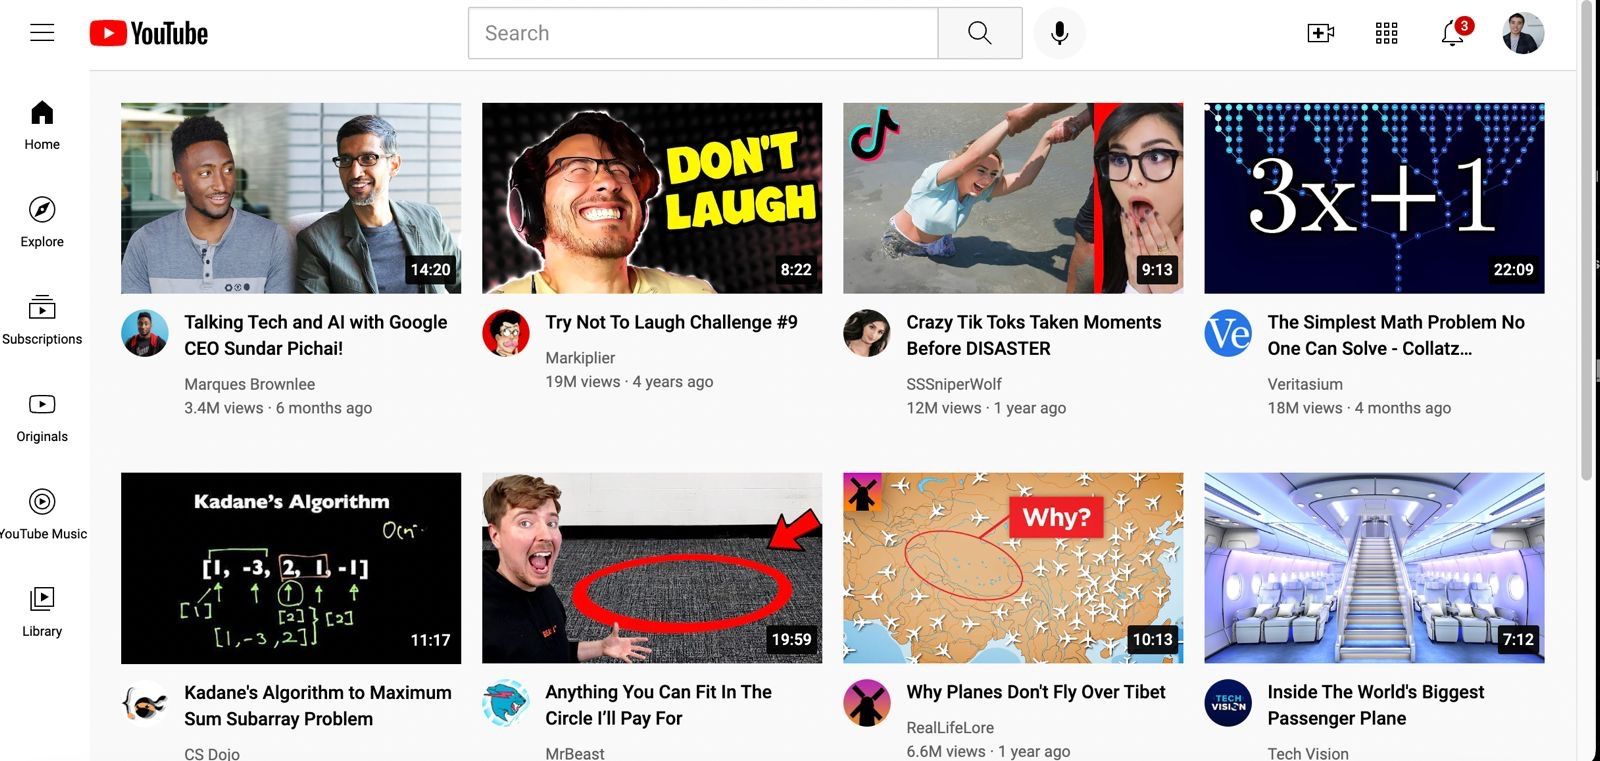 YouTube
Search
3
Home
Explore
Subscriptions
Originals
YouTube Music
Library
14:20
Talking Tech and AI with Google
CEO Sundar Pichai!
Marques Brownlee
3.4M views · 6 months ago
DON'T
LAUGH
8:22
Try Not To Laugh Challenge #9
Markiplier
19M views · 4 years ago
9:13
Crazy Tik Toks Taken Moments
Before DISASTER
SSSniperWolf
12M views · 1 year ago
3x+1
22:09
Ve
The Simplest Math Problem No
One Can Solve - Collatz...
Veritasium
18M views · 4 months ago
Kadane's Algorithm
[1, -3, 2, 1, -1]
[1] [2] [2]
[1, -3, 2]
11:17
Kadane's Algorithm to Maximum
Sum Subarray Problem
CS Dojo
19:59
Anything You Can Fit In The
Circle I'll Pay For
MrBeast
Why?
10:13
Why Planes Don't Fly Over Tibet
RealLifeLore
6.6M views · 1 year ago
7:12
TECH
VISION
Inside The World's Biggest
Passenger Plane
Tech Vision